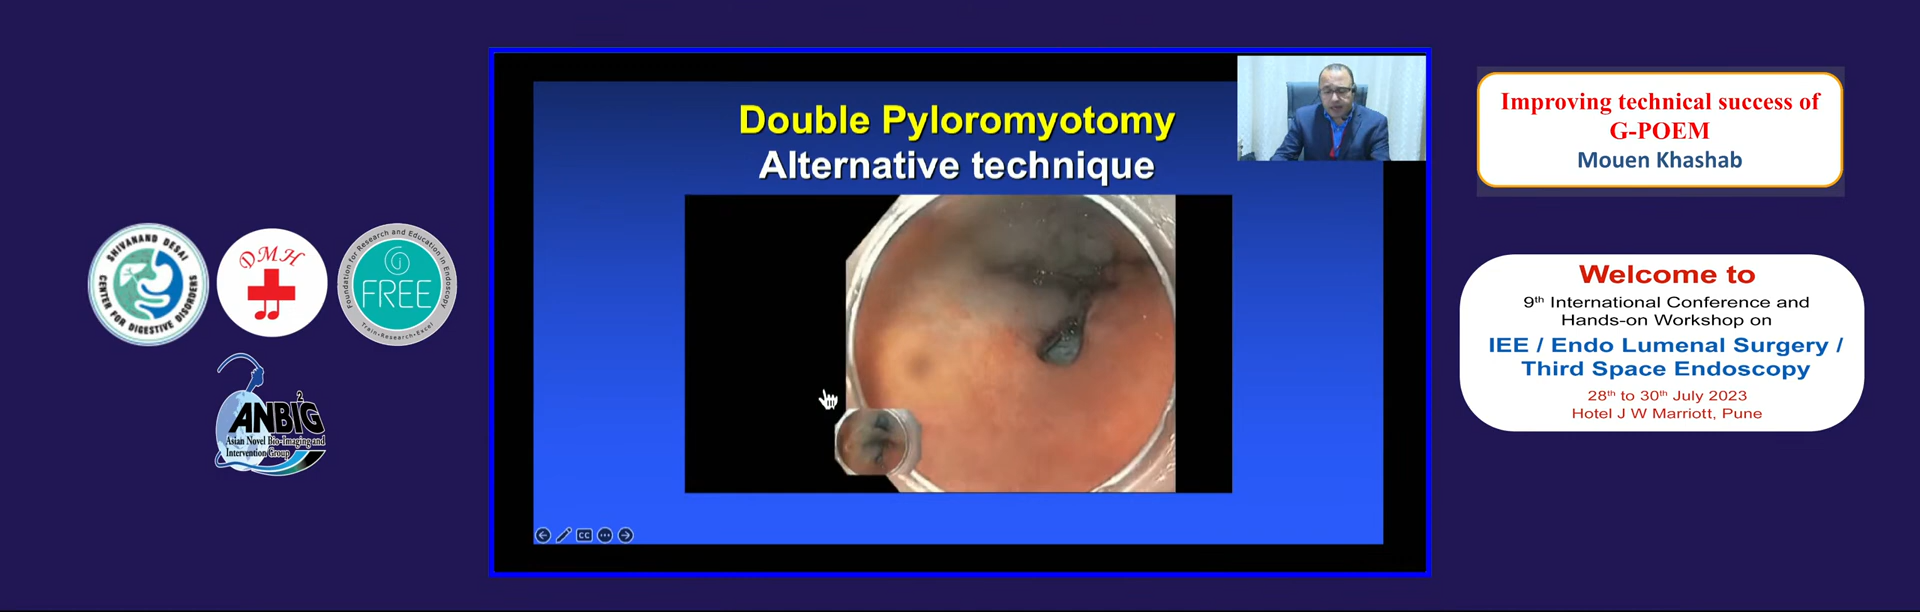 SHIVANAND DESAI
CENTER FOR DIGESTIVE DISORDERS
DMH
Foundation for Research and Education in Endoscopy
FREE
Train•Research•Excel
ANBI²G
Asian Novel Bio-Imaging and
Intervention Group
Double Pyloromyotomy
Alternative technique
CC
Improving technical success of
G-POEM
Mouen Khashab
Welcome to
9th International Conference and
Hands-on Workshop on
IEE / Endo Lumenal Surgery /
Third Space Endoscopy
28th to 30th July 2023
Hotel J W Marriott, Pune